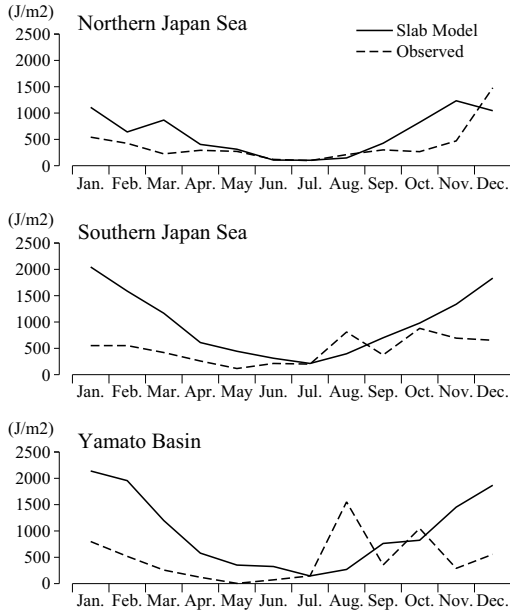 (J/m2)
Northern Japan Sea
Slab Model
Observed
2500
2000
1500
1000
500
0
Jan. Feb. Mar. Apr. May Jun. Jul. Aug. Sep. Oct. Nov. Dec.
(J/m2)
Southern Japan Sea
2500
2000
1500
1000
500
0
Jan. Feb. Mar. Apr. May Jun. Jul. Aug. Sep. Oct. Nov. Dec.
(J/m2)
Yamato Basin
2500
2000
1500
1000
500
0
Jan. Feb. Mar. Apr. May Jun. Jul. Aug. Sep. Oct. Nov. Dec.